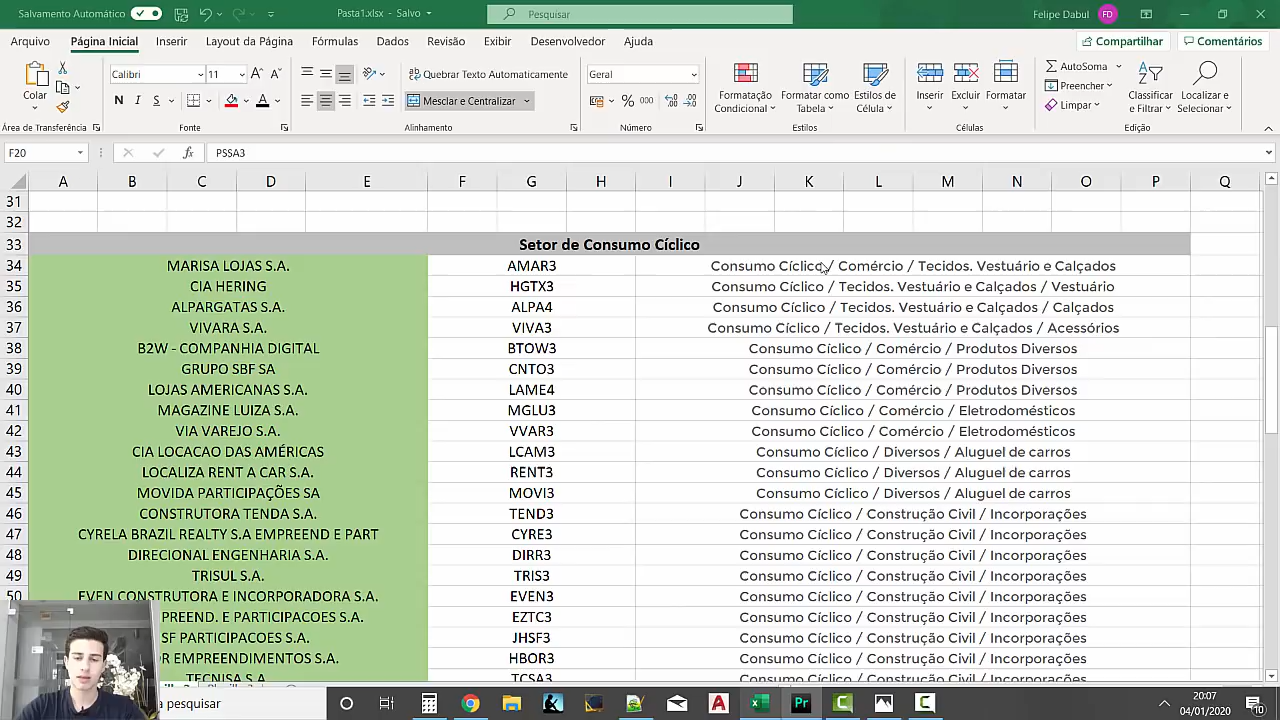 Salvamento Automático
Pasta1.xlsx - Salvo
Pesquisar
Felipe Dabul
FD
Arquivo
Página Inicial
Inserir
Layout da Página
Fórmulas
Dados
Revisão
Exibir
Desenvolvedor
Ajuda
Compartilhar
Comentários
Colar
Calibri
11
N I S
Quebrar Texto Automaticamente
Mesclar e Centralizar
Geral
% 000
Formatação Condicional
Formatar como Tabela
Estilos de Célula
Inserir
Excluir
Formatar
AutoSoma
Preencher
Limpar
Classificar e Filtrar
Localizar e Selecionar
Área de Transferência
Fonte
Alinhamento
Número
Estilos
Células
Edição
F20
fx
PSSA3
A B C D E F G H I J K L M N O P Q
31
32
33 Setor de Consumo Cíclico
34 MARISA LOJAS S.A. AMAR3 Consumo Cíclico / Comércio / Tecidos. Vestuário e Calçados
35 CIA HERING HGTX3 Consumo Cíclico / Tecidos. Vestuário e Calçados / Vestuário
36 ALPARGATAS S.A. ALPA4 Consumo Cíclico / Tecidos. Vestuário e Calçados / Calçados
37 VIVARA S.A. VIVA3 Consumo Cíclico / Tecidos. Vestuário e Calçados / Acessórios
38 B2W - COMPANHIA DIGITAL BTOW3 Consumo Cíclico / Comércio / Produtos Diversos
39 GRUPO SBF SA CNTO3 Consumo Cíclico / Comércio / Produtos Diversos
40 LOJAS AMERICANAS S.A. LAME4 Consumo Cíclico / Comércio / Produtos Diversos
41 MAGAZINE LUIZA S.A. MGLU3 Consumo Cíclico / Comércio / Eletrodomésticos
42 VIA VAREJO S.A. VVAR3 Consumo Cíclico / Comércio / Eletrodomésticos
43 CIA LOCACAO DAS AMÉRICAS LCAM3 Consumo Cíclico / Diversos / Aluguel de carros
44 LOCALIZA RENT A CAR S.A. RENT3 Consumo Cíclico / Diversos / Aluguel de carros
45 MOVIDA PARTICIPAÇÕES SA MOVI3 Consumo Cíclico / Diversos / Aluguel de carros
46 CONSTRUTORA TENDA S.A. TEND3 Consumo Cíclico / Construção Civil / Incorporações
47 CYRELA BRAZIL REALTY S.A EMPREEND E PART CYRE3 Consumo Cíclico / Construção Civil / Incorporações
48 DIRECIONAL ENGENHARIA S.A. DIRR3 Consumo Cíclico / Construção Civil / Incorporações
49 TRISUL S.A. TRIS3 Consumo Cíclico / Construção Civil / Incorporações
50 EVEN CONSTRUTORA E INCORPORADORA S.A. EVEN3 Consumo Cíclico / Construção Civil / Incorporações
PREEND. E PARTICIPACOES S.A. EZTC3 Consumo Cíclico / Construção Civil / Incorporações
SF PARTICIPACOES S.A. JHSF3 Consumo Cíclico / Construção Civil / Incorporações
R EMPREENDIMENTOS S.A. HBOR3 Consumo Cíclico / Construção Civil / Incorporações
TECNISA S.A. TCSA3 Consumo Cíclico / Construção Civil / Incorporações
pesquisar
Pr
20:07
04/01/2020